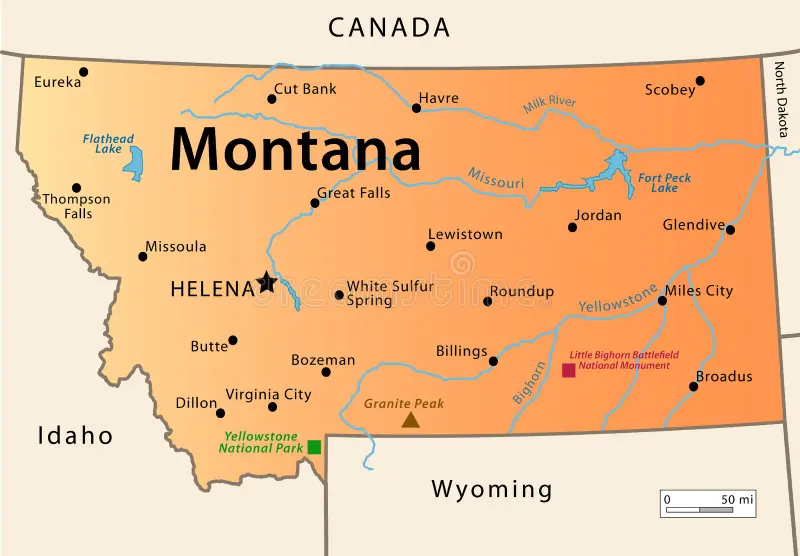 CANADA
North Dakota
Eureka
Cut Bank
Havre
Milk River
Scobey
Flathead
Lake
Montana
Missouri
Fort Peck
Lake
Thompson
Falls
Great Falls
Jordan
Glendive
Lewistown
Missoula
HELENA
White Sulfur
Spring
Roundup
Yellowstone
Miles City
dreamstime
Butte
Bozeman
Billings
Little Bighorn Battlefield
National Monument
Bighorn
Broadus
Dillon
Virginia City
Granite Peak
Yellowstone
National Park
Idaho
Wyoming
0 50 mi